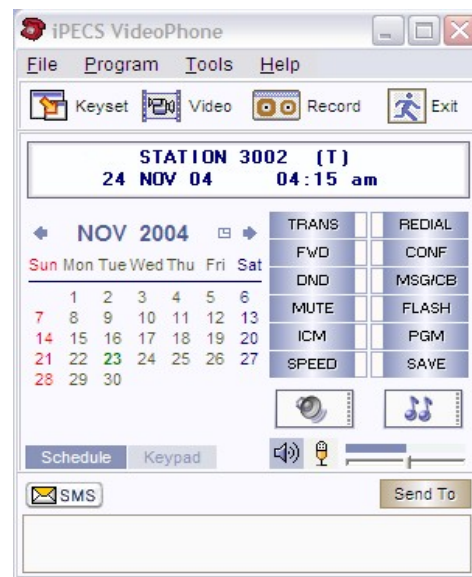 iPECS VideoPhone
File Program Tools Help
Keyset Video Record Exit
STATION 3002 (T)
24 NOV 04 04:15 am
NOV 2004
Sun Mon Tue Wed Thu Fri Sat
1 2 3 4 5 6
7 8 9 10 11 12 13
14 15 16 17 18 19 20
21 22 23 24 25 26 27
28 29 30
TRANS REDIAL
FWD CONF
DND MSG/CB
MUTE FLASH
ICM PGM
SPEED SAVE
Schedule Keypad
SMS Send To